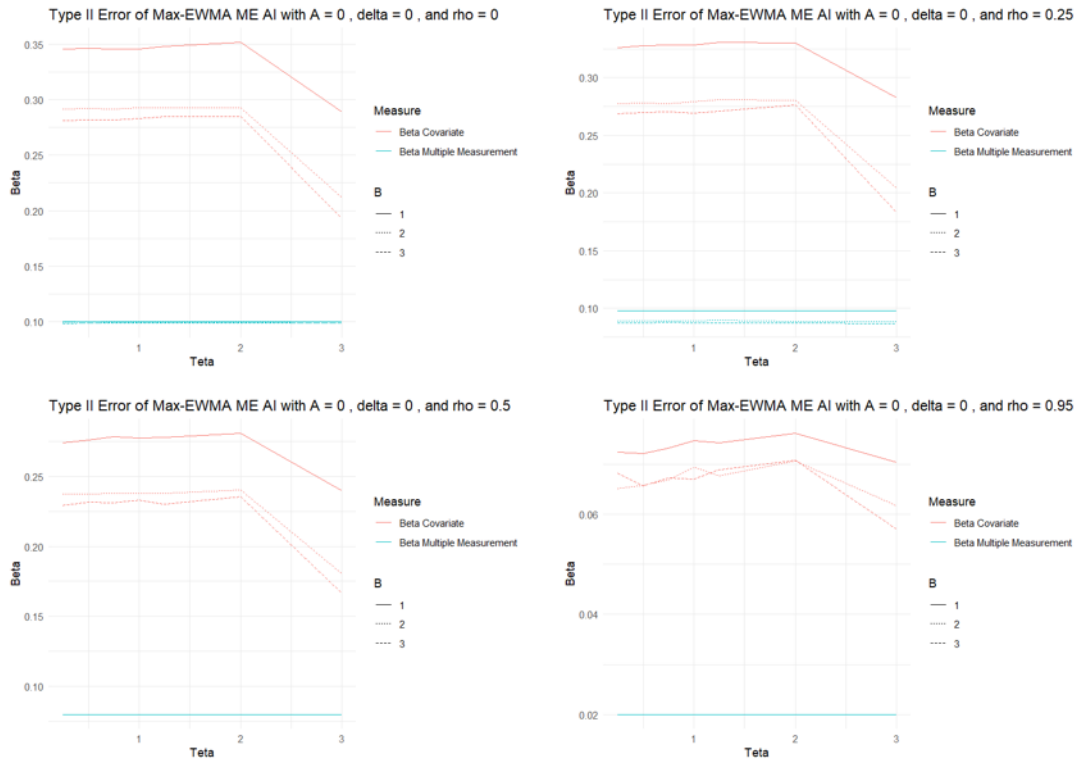 Type II Error of Max-EWMA ME AI with A = 0 , delta = 0 , and rho = 0
0.35
0.30
0.25
0.20
0.15
0.10
Beta
1
2
3
Teta
Measure
Beta Covariate
Beta Multiple Measurement
B
1
2
3
Type II Error of Max-EWMA ME AI with A = 0 , delta = 0 , and rho = 0.25
0.30
0.25
0.20
0.15
0.10
Beta
1
2
3
Teta
Measure
Beta Covariate
Beta Multiple Measurement
B
1
2
3
Type II Error of Max-EWMA ME AI with A = 0 , delta = 0 , and rho = 0.5
0.25
0.20
0.15
0.10
Beta
1
2
3
Teta
Measure
Beta Covariate
Beta Multiple Measurement
B
1
2
3
Type II Error of Max-EWMA ME AI with A = 0 , delta = 0 , and rho = 0.95
0.06
0.04
0.02
Beta
1
2
3
Teta
Measure
Beta Covariate
Beta Multiple Measurement
B
1
2
3